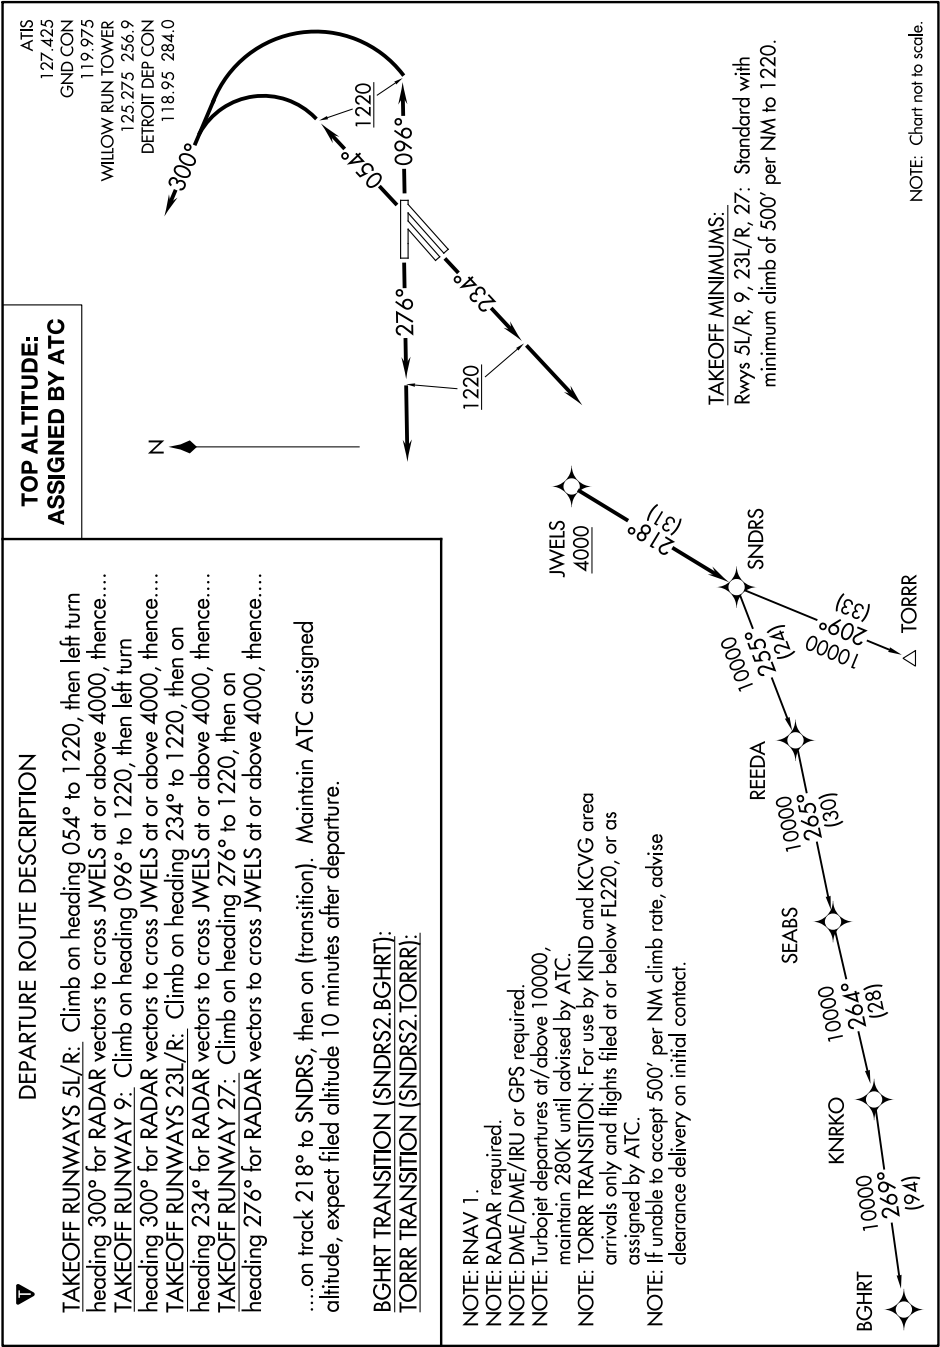 DEPARTURE ROUTE DESCRIPTION
T
TAKEOFF RUNWAYS 5L/R: Climb on heading 054° to 1220, then left turn
heading 300° for RADAR vectors to cross JWELS at or above 4000, thence....
TAKEOFF RUNWAY 9: Climb on heading 096° to 1220, then left turn
heading 300° for RADAR vectors to cross JWELS at or above 4000, thence....
TAKEOFF RUNWAYS 23L/R: Climb on heading 234° to 1220, then on
heading 234° for RADAR vectors to cross JWELS at or above 4000, thence....
TAKEOFF RUNWAY 27: Climb on heading 276° to 1220, then on
heading 276° for RADAR vectors to cross JWELS at or above 4000, thence....
....on track 218° to SNDRS, then on (transition). Maintain ATC assigned
altitude, expect filed altitude 10 minutes after departure.
BGHRT TRANSITION (SNDRS2.BGHRT):
TORRR TRANSITION (SNDRS2.TORRR):
TOP ALTITUDE:
ASSIGNED BY ATC
ATIS
127.425
GND CON
119.975
WILLOW RUN TOWER
125.275 256.9
DETROIT DEP CON
118.95 284.0
N
300°
054°
096°
1220
276°
234°
1220
NOTE: RNAV 1.
NOTE: RADAR required.
NOTE: DME/DME/IRU or GPS required.
NOTE: Turbojet departures at/above 10000,
maintain 280K until advised by ATC.
NOTE: TORRR TRANSITION: For use by KIND and KCVG area
arrivals only and flights filed at or below FL220, or as
assigned by ATC.
NOTE: If unable to accept 500' per NM climb rate, advise
clearance delivery on initial contact.
JWELS
4000
218°
(31)
SNDRS
10000
209°
(33)
TORRR
10000
255°
(24)
REEDA
10000
265°
(30)
SEABS
10000
264°
(28)
KNRKO
10000
269°
(94)
BGHRT
TAKEOFF MINIMUMS:
Rwys 5L/R, 9, 23L/R, 27: Standard with
minimum climb of 500' per NM to 1220.
NOTE: Chart not to scale.